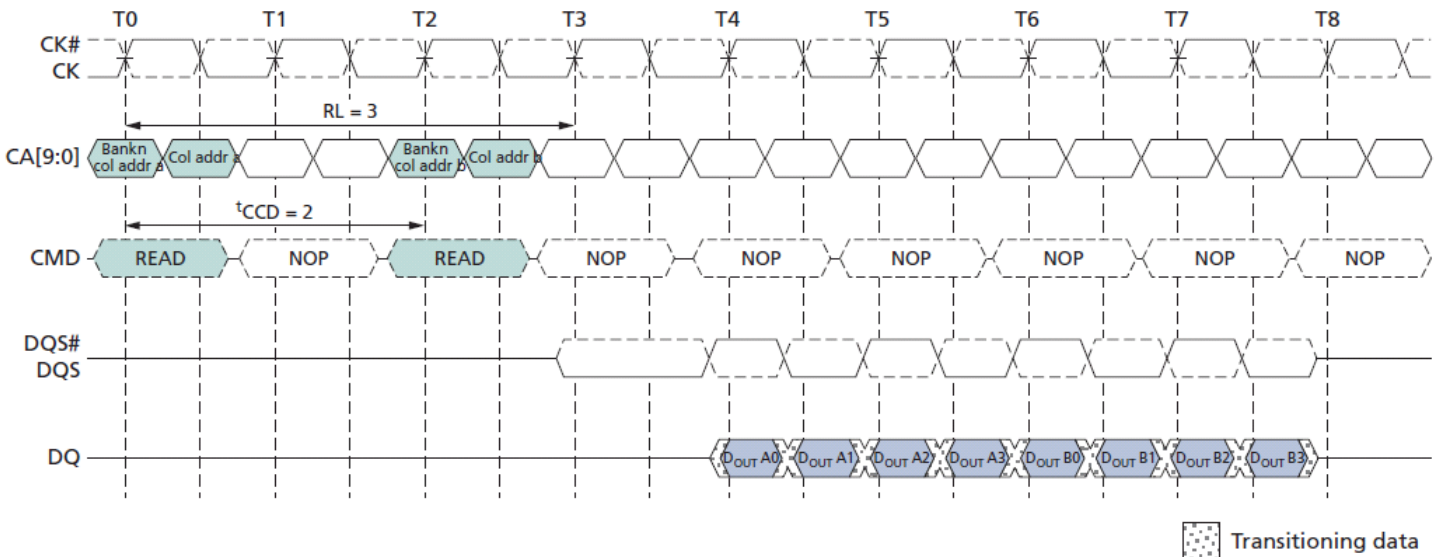 T0 T1 T2 T3 T4 T5 T6 T7 T8
CK#
CK
RL = 3
CA[9:0]
Bankn
col addr a
Col addr a
Bankn
col addr b
Col addr b
tCCD = 2
CMD READ NOP READ NOP NOP NOP NOP NOP NOP
DQS#
DQS
DQ DOUT A0 DOUT A1 DOUT A2 DOUT A3 DOUT B0 DOUT B1 DOUT B2 DOUT B3
Transitioning data